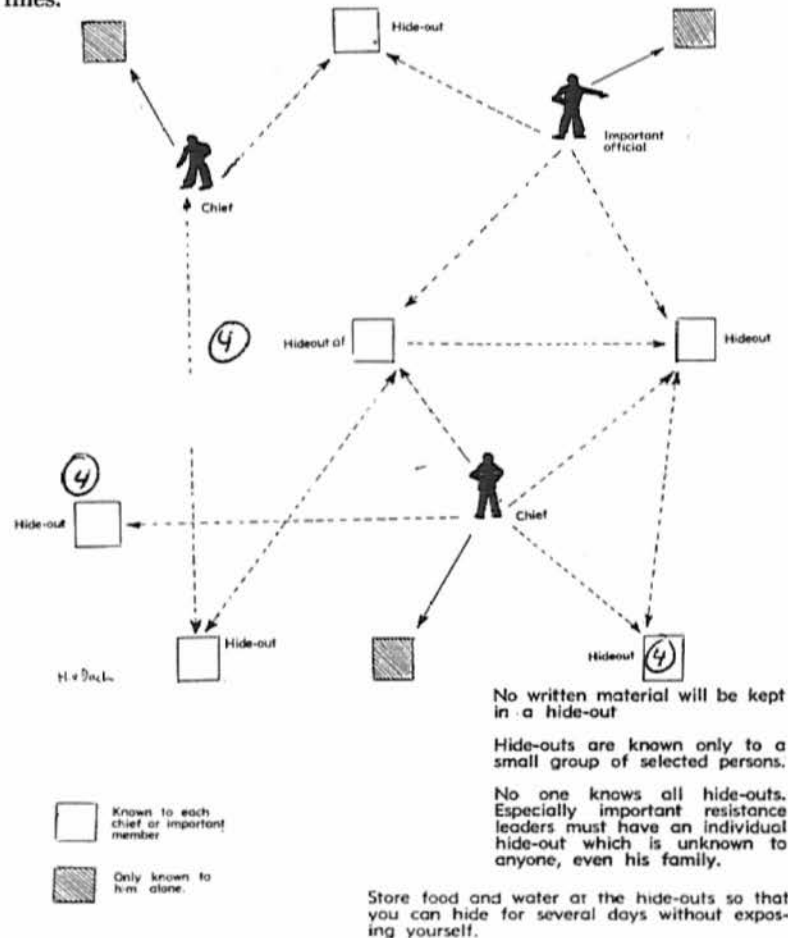 lines.
Hide-out
Important
official
Chief
4
Hideout of
Hideout
4
Hide-out
Chief
Hide-out
Hideout
4
No written material will be kept
in a hide-out
Hide-outs are known only to a
small group of selected persons.
No one knows all hide-outs.
Especially important resistance
leaders must have an individual
hide-out which is unknown to
anyone, even his family.
Known to each
chief or important
member
Only known to
him alone.
Store food and water at the hide-outs so that
you can hide for several days without expos-
ing yourself.